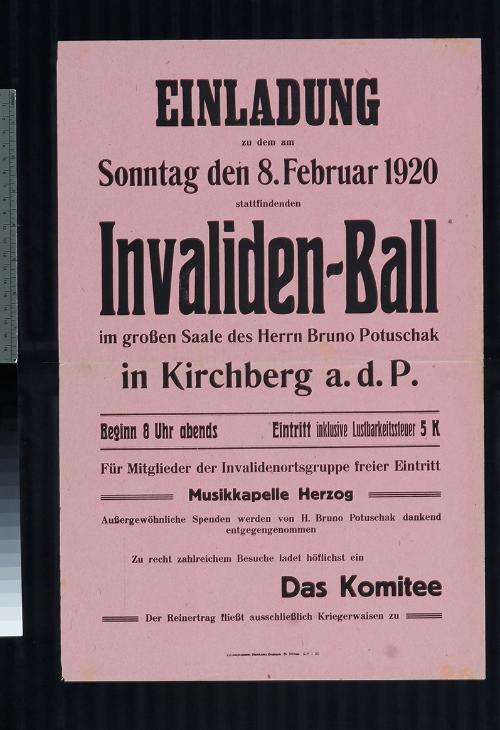 EINLADUNG
zu dem am
Sonntag den 8. Februar 1920
stattfindenden
Invaliden-Ball
im großen Saale des Herrn Bruno Potuschak
in Kirchberg a. d. P.
Beginn 8 Uhr abends Eintritt inklusive Lustbarkeitssteuer 5 K
Für Mitglieder der Invalidenortsgruppe freier Eintritt
Musikkapelle Herzog
Außergewöhnliche Spenden werden von H. Bruno Potuschak dankend
entgegengenommen
Zu recht zahlreichem Besuche ladet höflichst ein
Das Komitee
Der Reinertrag fließt ausschließlich Kriegerwaisen zu